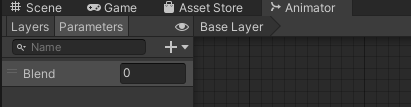 Scene Game Asset Store Animator
Layers Parameters Base Layer
Name
Blend 0